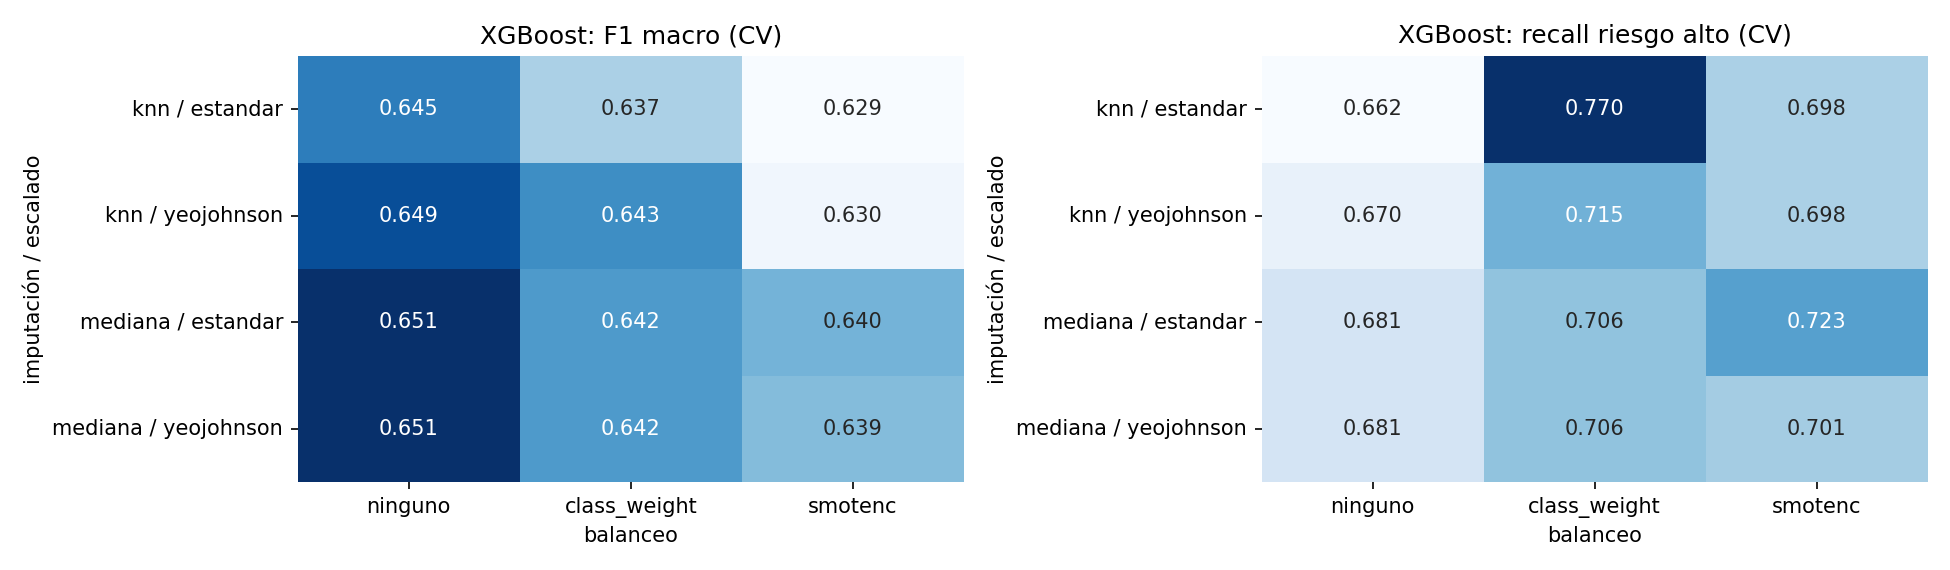 XGBoost: F1 macro (CV)
imputación / escalado
knn / estandar 0.645 0.637 0.629
knn / yeojohnson 0.649 0.643 0.630
mediana / estandar 0.651 0.642 0.640
mediana / yeojohnson 0.651 0.642 0.639
ninguno class_weight smotenc
balanceo
XGBoost: recall riesgo alto (CV)
imputación / escalado
knn / estandar 0.662 0.770 0.698
knn / yeojohnson 0.670 0.715 0.698
mediana / estandar 0.681 0.706 0.723
mediana / yeojohnson 0.681 0.706 0.701
ninguno class_weight smotenc
balanceo